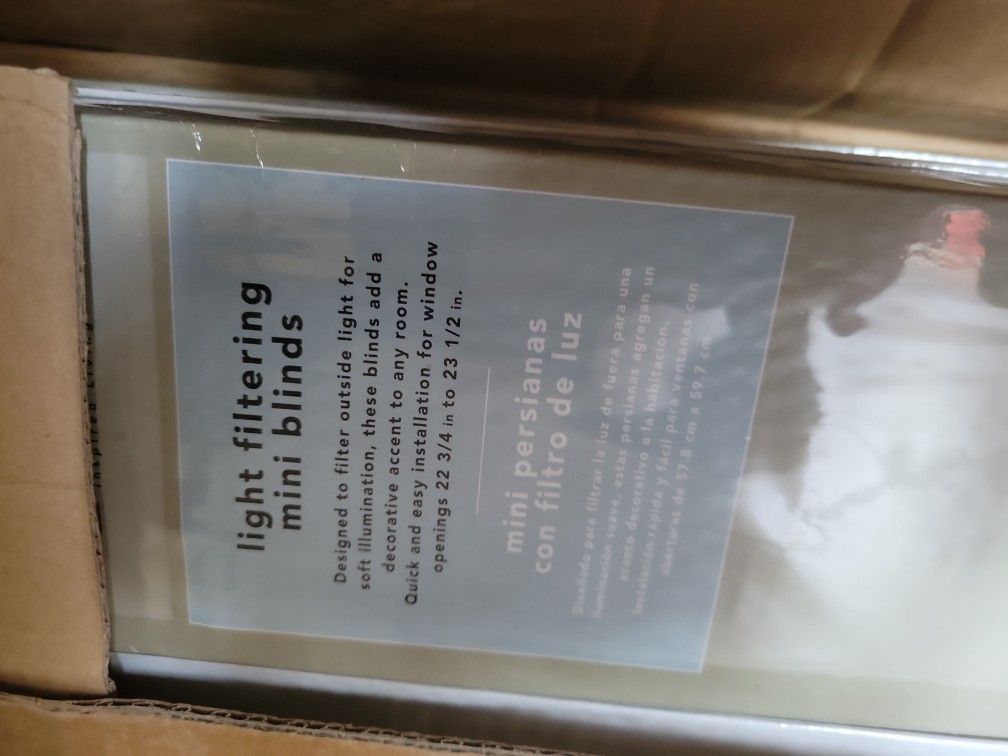 Inspired Living
light filtering
mini blinds
Designed to filter outside light for
soft illumination, these blinds add a
decorative accent to any room.
Quick and easy installation for window
openings 22 3/4 in to 23 1/2 in.
mini persianas
con filtro de luz
Diseñado para filtrar la luz de fuera para una
iluminación suave, estas persianas agregan un
acento decorativo a la habitación.
Instalación rápida y fácil para ventanas con
aberturas de 57,8 cm a 59,7 cm